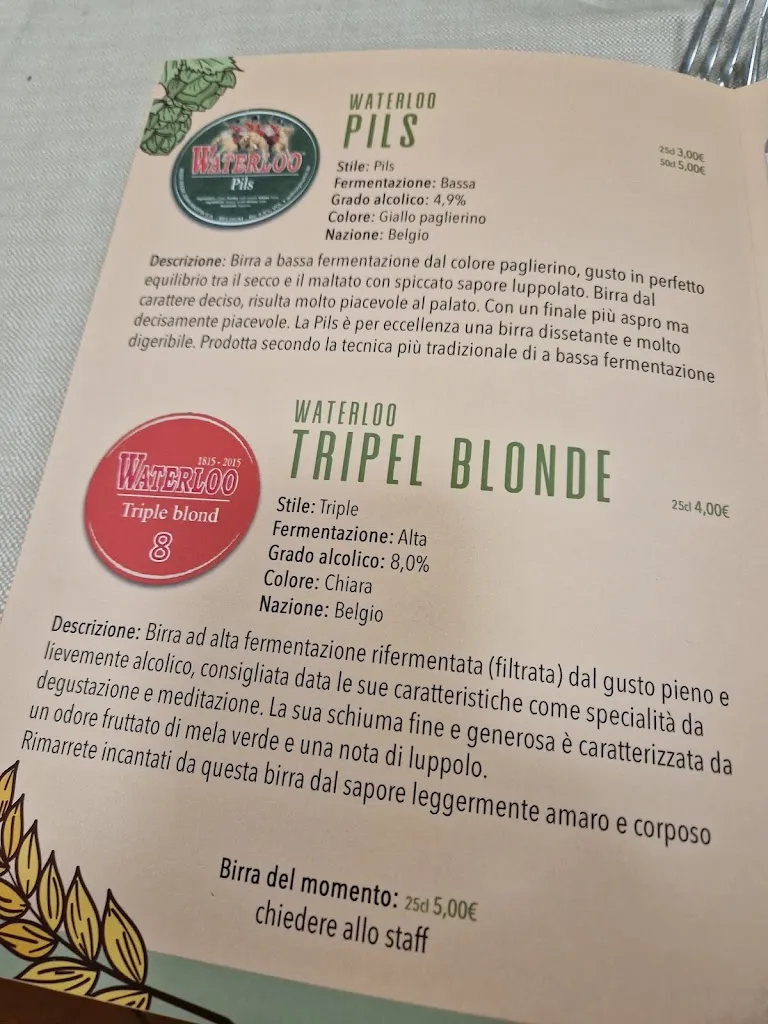 WATERLOO
PILS
WATERLOO
Pils
25cl 3,00€
50cl 5,00€
Stile: Pils
Fermentazione: Bassa
Grado alcolico: 4,9%
Colore: Giallo paglierino
Nazione: Belgio
Descrizione: Birra a bassa fermentazione dal colore paglierino, gusto in perfetto
equilibrio tra il secco e il maltato con spiccato sapore luppolato. Birra dal
carattere deciso, risulta molto piacevole al palato. Con un finale più aspro ma
decisamente piacevole. La Pils è per eccellenza una birra dissetante e molto
digeribile. Prodotta secondo la tecnica più tradizionale di a bassa fermentazione
WATERLOO
TRIPEL BLONDE
1815 - 2015
WATERLOO
Triple blond
8
25cl 4,00€
Stile: Triple
Fermentazione: Alta
Grado alcolico: 8,0%
Colore: Chiara
Nazione: Belgio
Descrizione: Birra ad alta fermentazione rifermentata (filtrata) dal gusto pieno e
lievemente alcolico, consigliata data le sue caratteristiche come specialità da
degustazione e meditazione. La sua schiuma fine e generosa è caratterizzata da
un odore fruttato di mela verde e una nota di luppolo.
Rimarrete incantati da questa birra dal sapore leggermente amaro e corposo
Birra del momento: 25cl 5,00€
chiedere allo staff